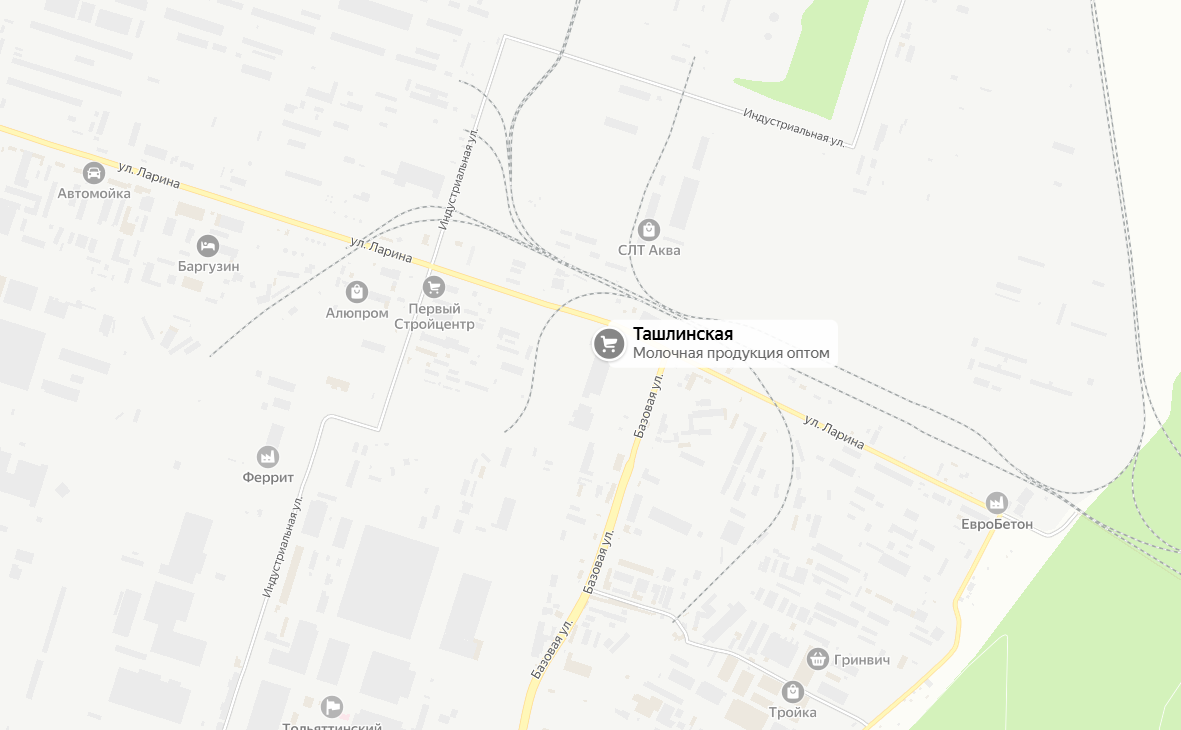 Индустриальная ул.
Индустриальная ул.
ул. Ларина
Автомойка
ул. Ларина
СЛТ Аква
Баргузин
Алюпром
Первый
Стройцентр
Ташлинская
Молочная продукция оптом
Базовая ул.
ул. Ларина
Феррит
ЕвроБетон
Индустриальная ул.
Базовая ул.
Базовая ул.
Гринвич
Тройка
Тольяттинский